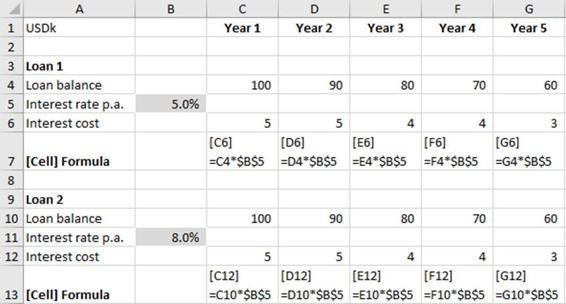 A B C D E F G
1 USDk Year 1 Year 2 Year 3 Year 4 Year 5
2
3 Loan 1
4 Loan balance 100 90 80 70 60
5 Interest rate p.a. 5.0%
6 Interest cost 5 5 4 4 3
[C6] [D6] [E6] [F6] [G6]
7 [Cell] Formula =C4*$B$5 =D4*$B$5 =E4*$B$5 =F4*$B$5 =G4*$B$5
8
9 Loan 2
10 Loan balance 100 90 80 70 60
11 Interest rate p.a. 8.0%
12 Interest cost 5 5 4 4 3
[C12] [D12] [E12] [F12] [G12]
13 [Cell] Formula =C10*$B$5 =D10*$B$5 =E10*$B$5 =F10*$B$5 =G10*$B$5